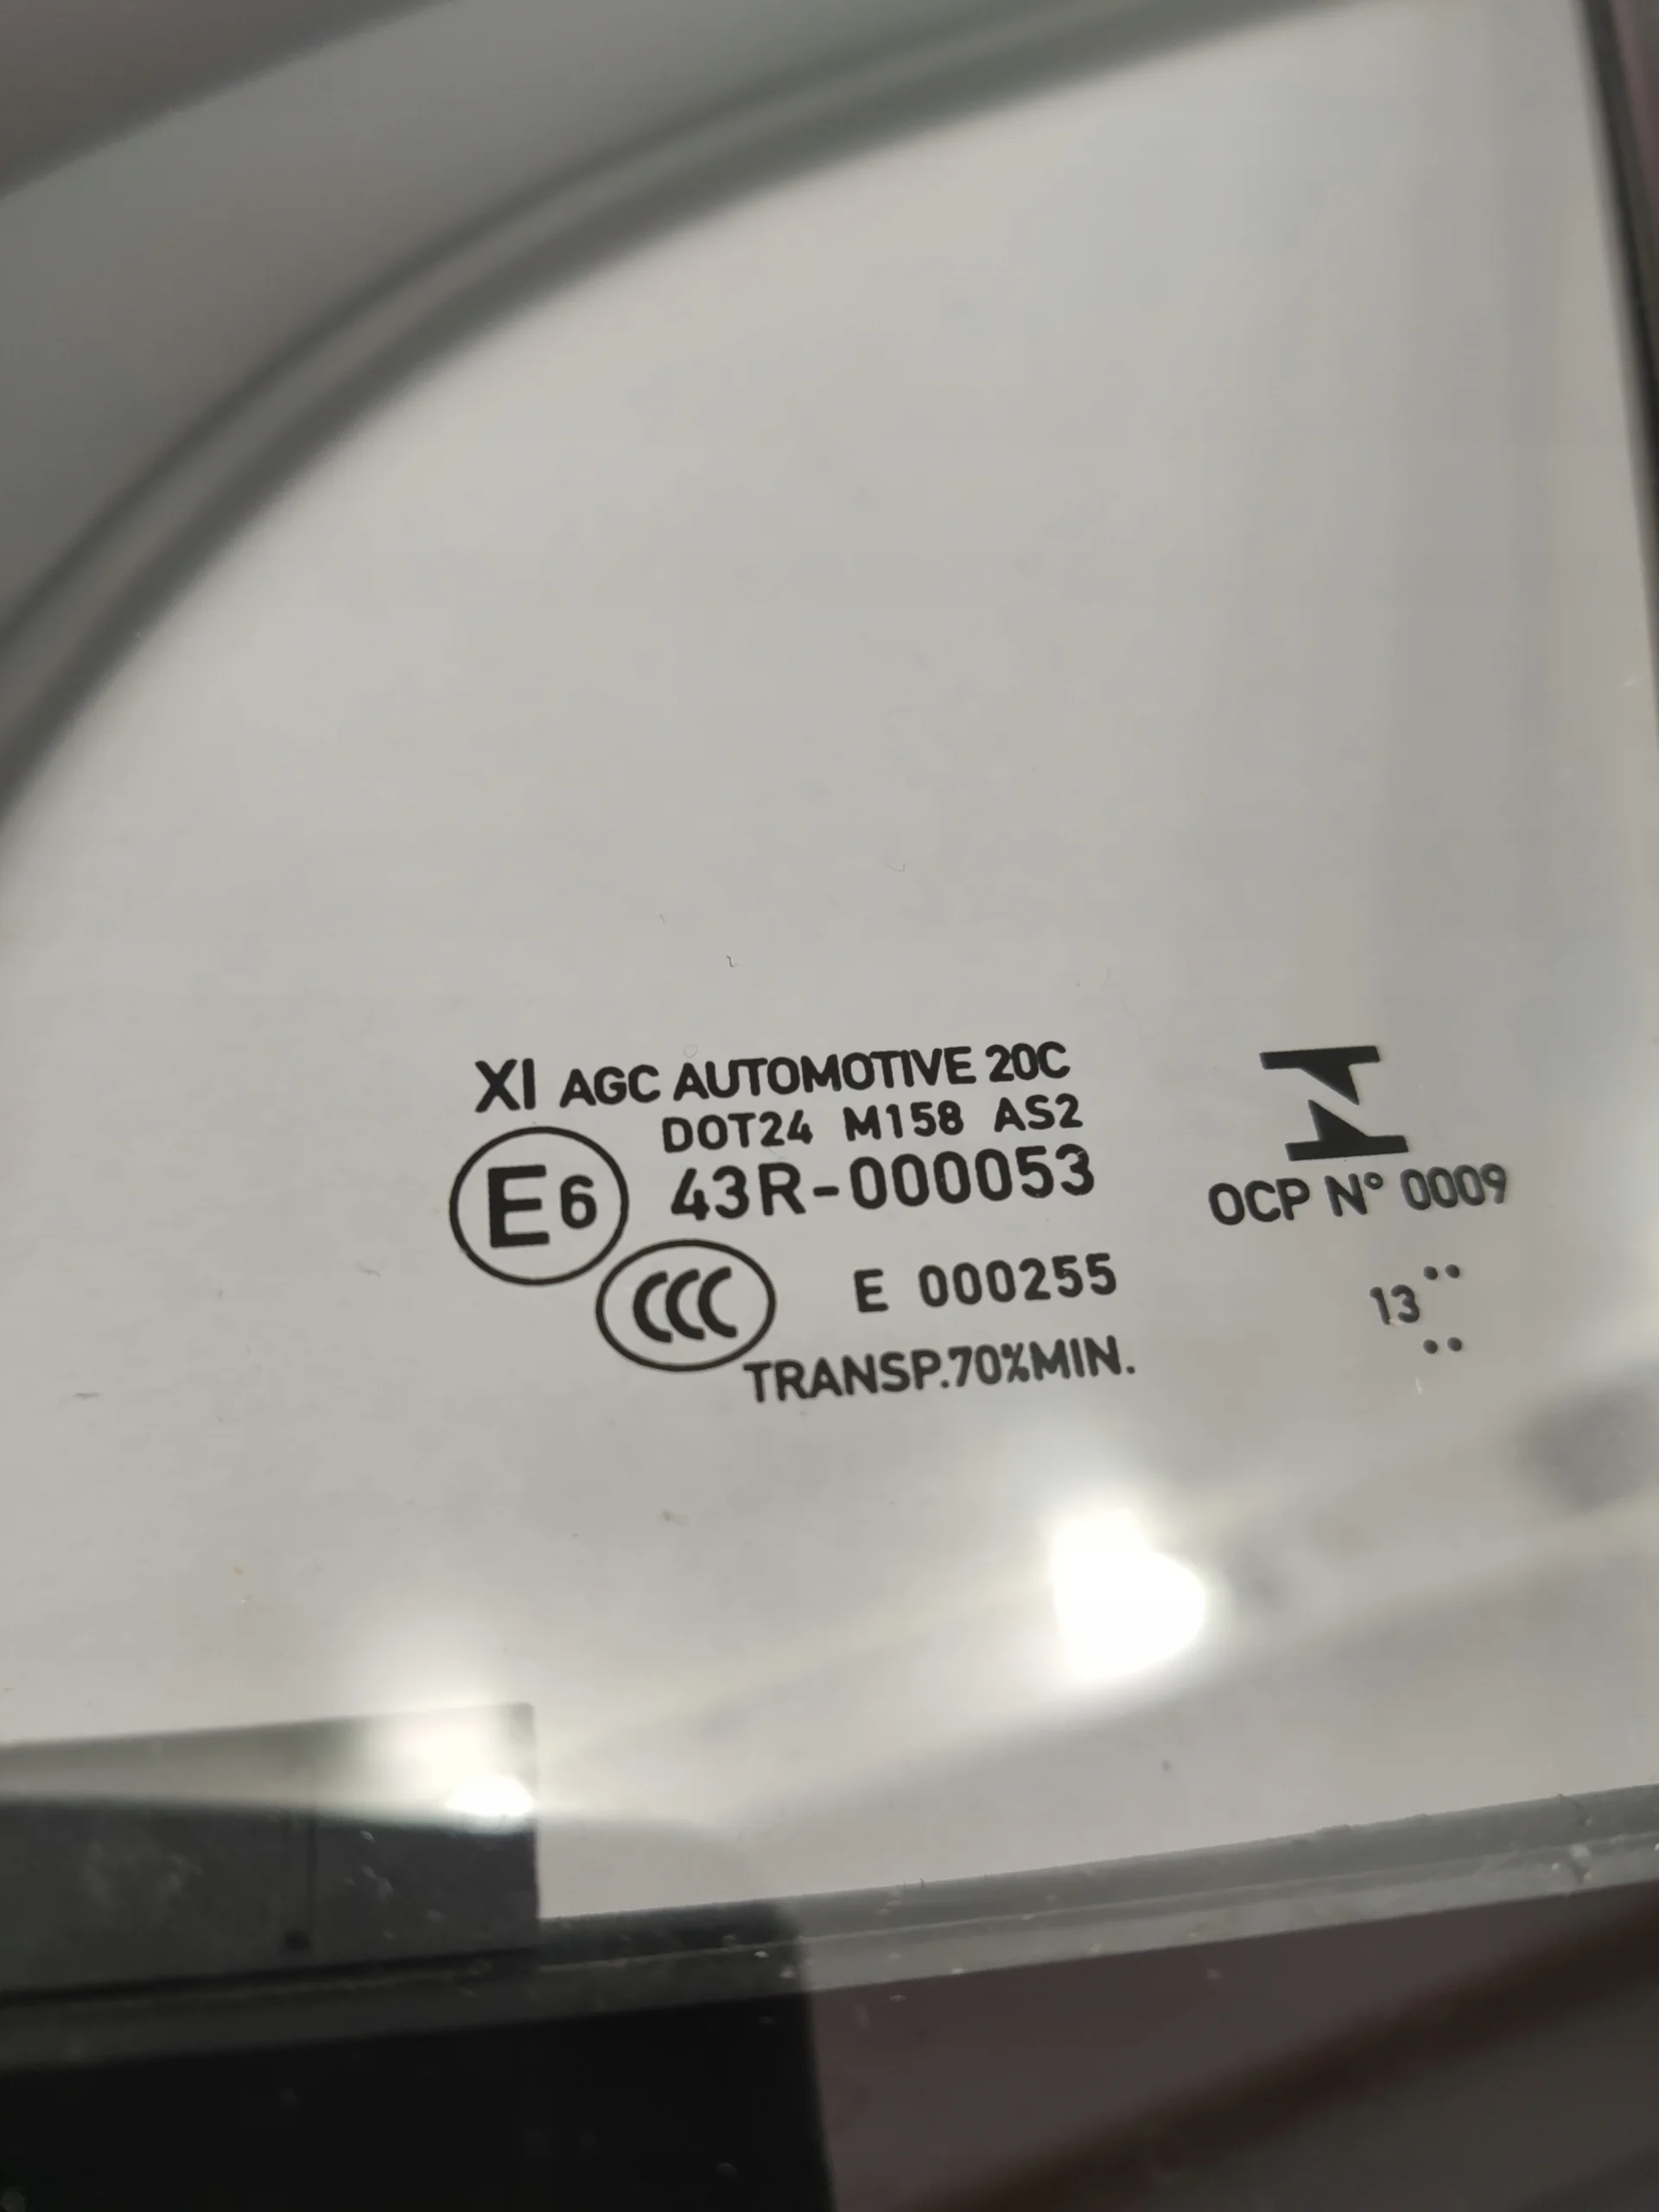 XI AGC AUTOMOTIVE 20C
DOT24 M158 AS2
E6 43R-000053
CCC E 000255
TRANSP.70%MIN.
OCP N° 0009
13